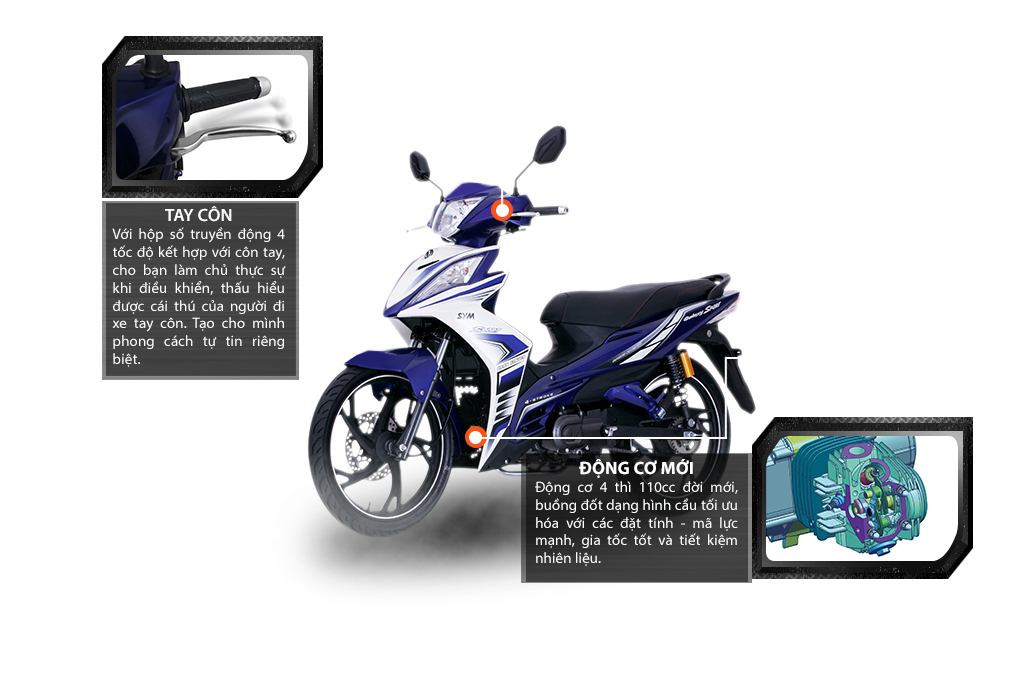 TAY CÔN
Với hộp số truyền động 4
tốc độ kết hợp với côn tay,
cho bạn làm chủ thực sự
khi điều khiển, thấu hiểu
được cái thú của người đi
xe tay côn. Tạo cho mình
phong cách tự tin riêng
biệt.
SYM
Galaxy Sport
4-STROKE
ĐỘNG CƠ MỚI
Động cơ 4 thì 110cc đời mới,
buồng đốt dạng hình cầu tối ưu
hóa với các đặt tính - mã lực
mạnh, gia tốc tốt và tiết kiệm
nhiên liệu.